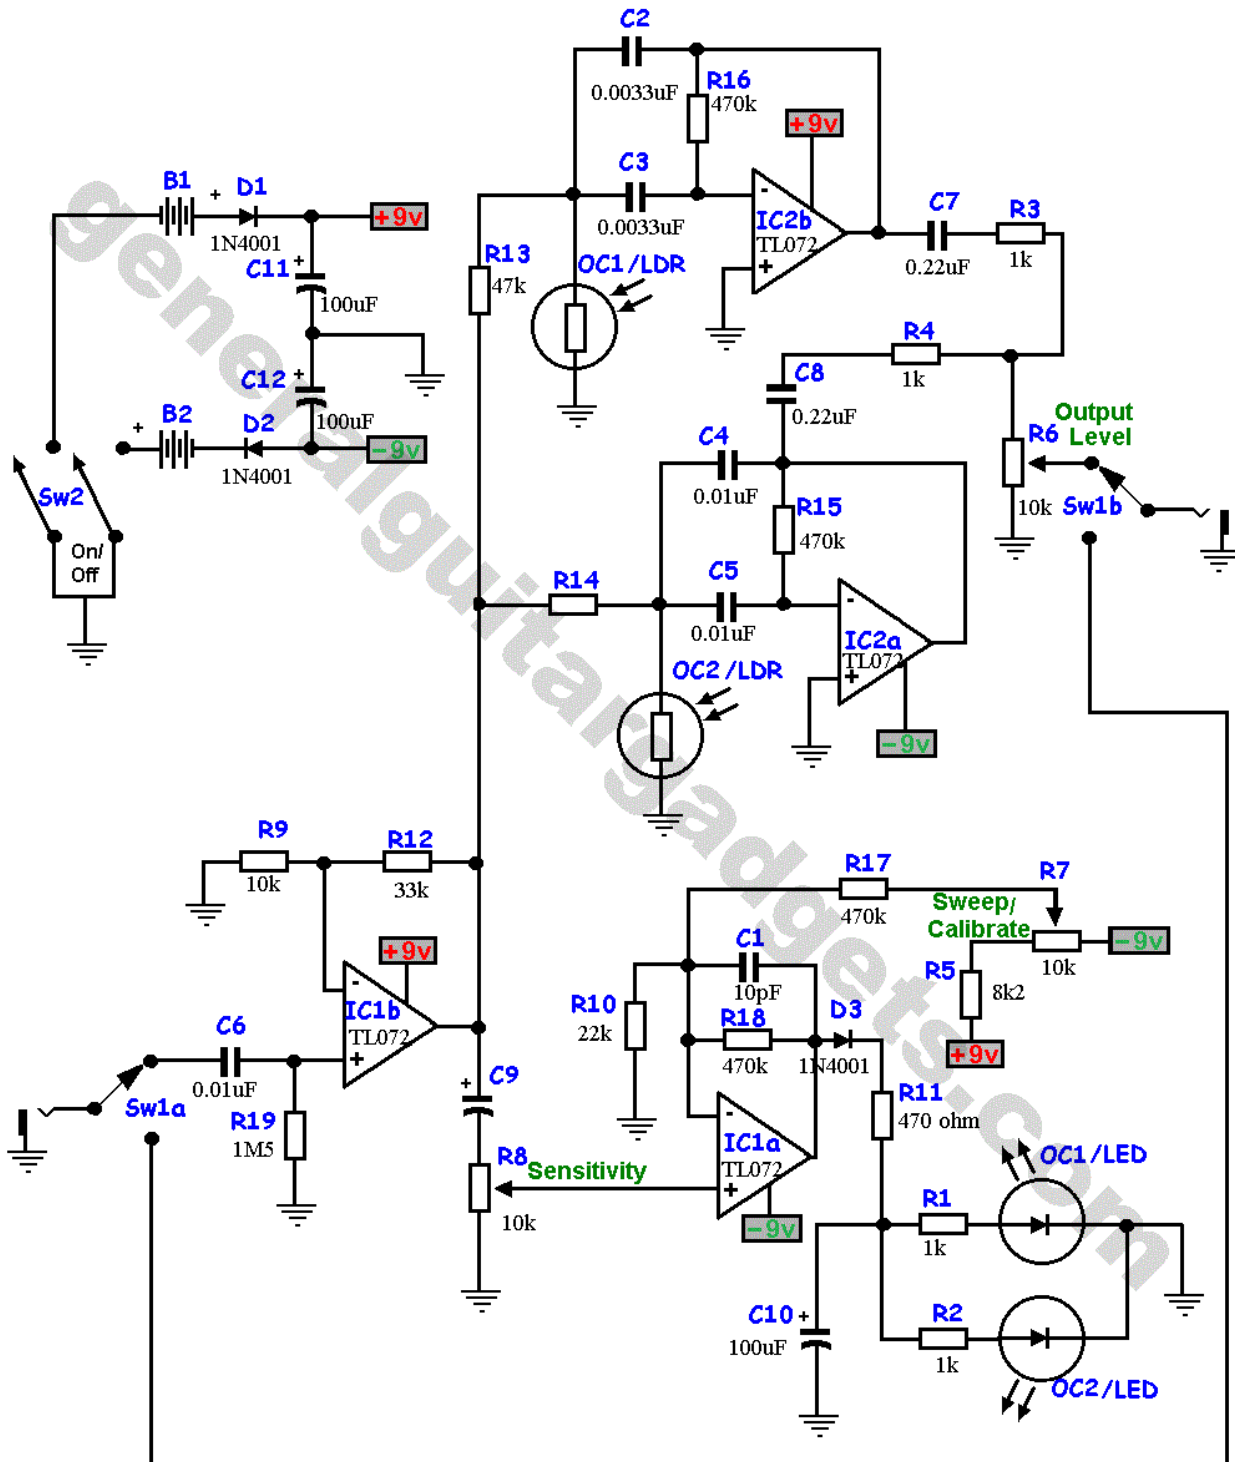 C2
0.0033uF
R16
470k
+9v
C3
0.0033uF
-
IC2b
TL072
+
C7
0.22uF
R3
1k
B1
+
D1
1N4001
+9v
C11
+
100uF
R13
47k
OC1/LDR
C12
+
100uF
B2
+
D2
1N4001
-9v
Sw2
On/
Off
R4
1k
C8
0.22uF
Output
Level
R6
10k
Sw1b
C4
0.01uF
R15
470k
R14
C5
0.01uF
-
IC2a
TL072
+
-9v
OC2/LDR
R9
10k
R12
33k
+9v
-
IC1b
TL072
+
C6
0.01uF
Sw1a
R19
1M5
+
C9
R8
10k
Sensitivity
R17
470k
R7
10k
Sweep/
Calibrate
-9v
R5
8k2
+9v
C1
10pF
R10
22k
R18
470k
D3
1N4001
-
IC1a
TL072
+
-9v
R11
470 ohm
OC1/LED
R1
1k
C10
+
100uF
R2
1k
OC2/LED
generalguitargadgets.com